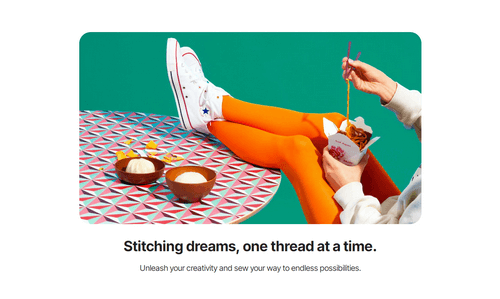 Stitching dreams, one thread at a time.
Unleash your creativity and sew your way to endless possibilities.